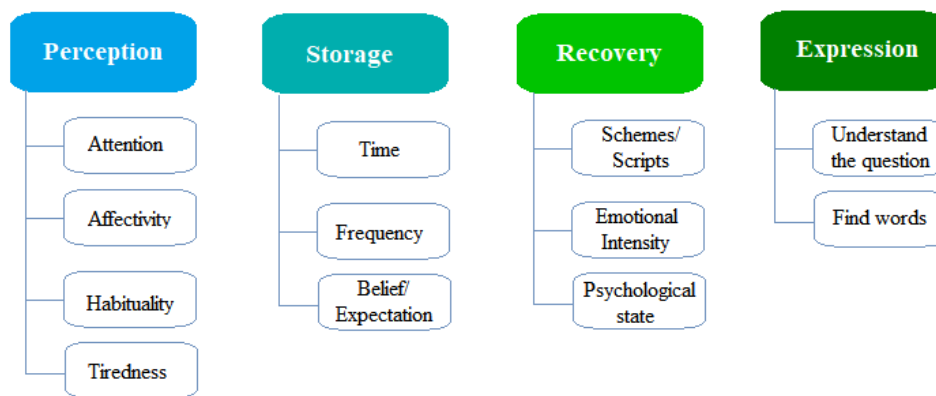 Perception
Attention
Affectivity
Habituality
Tiredness
Storage
Time
Frequency
Belief/
Expectation
Recovery
Schemes/
Scripts
Emotional
Intensity
Psychological
state
Expression
Understand
the question
Find words